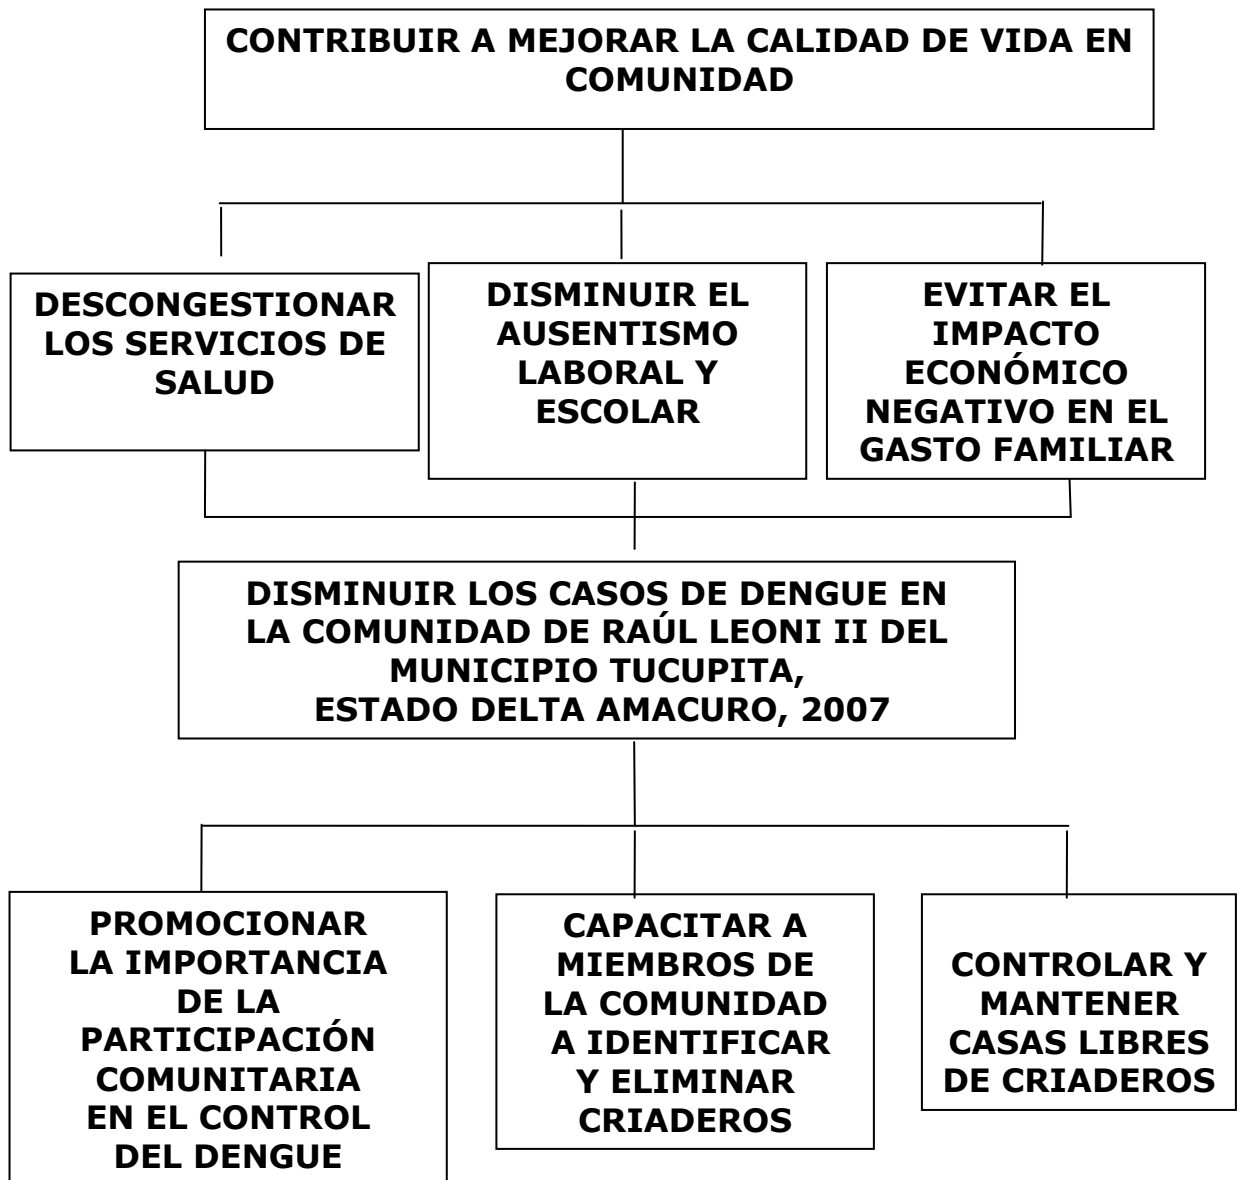 CONTRIBUIR A MEJORAR LA CALIDAD DE VIDA EN
COMUNIDAD
DESCONGESTIONAR
LOS SERVICIOS DE
SALUD
DISMINUIR EL
AUSENTISMO
LABORAL Y
ESCOLAR
EVITAR EL
IMPACTO
ECONÓMICO
NEGATIVO EN EL
GASTO FAMILIAR
DISMINUIR LOS CASOS DE DENGUE EN
LA COMUNIDAD DE RAÚL LEONI II DEL
MUNICIPIO TUCUPITA,
ESTADO DELTA AMACURO, 2007
PROMOCIONAR
LA IMPORTANCIA
DE LA
PARTICIPACIÓN
COMUNITARIA
EN EL CONTROL
DEL DENGUE
CAPACITAR A
MIEMBROS DE
LA COMUNIDAD
A IDENTIFICAR
Y ELIMINAR
CRIADEROS
CONTROLAR Y
MANTENER
CASAS LIBRES
DE CRIADEROS